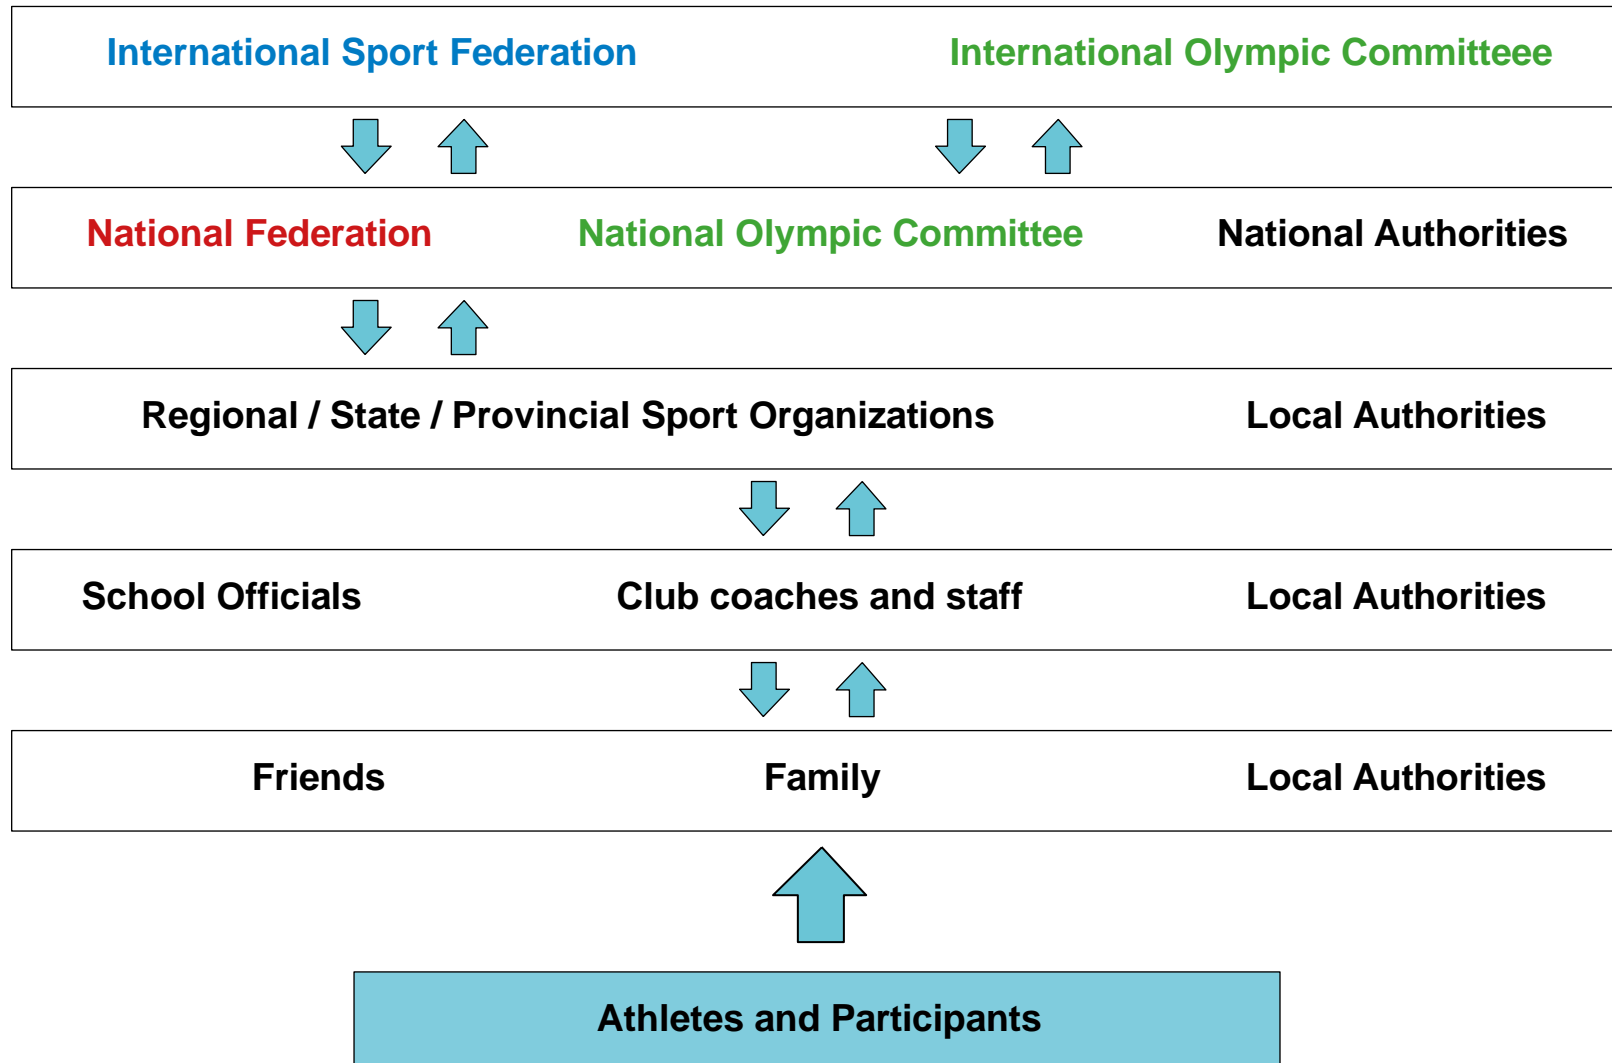 International Sport Federation International Olympic Committeee
National Federation National Olympic Committee National Authorities
Regional / State / Provincial Sport Organizations Local Authorities
School Officials Club coaches and staff Local Authorities
Friends Family Local Authorities
Athletes and Participants